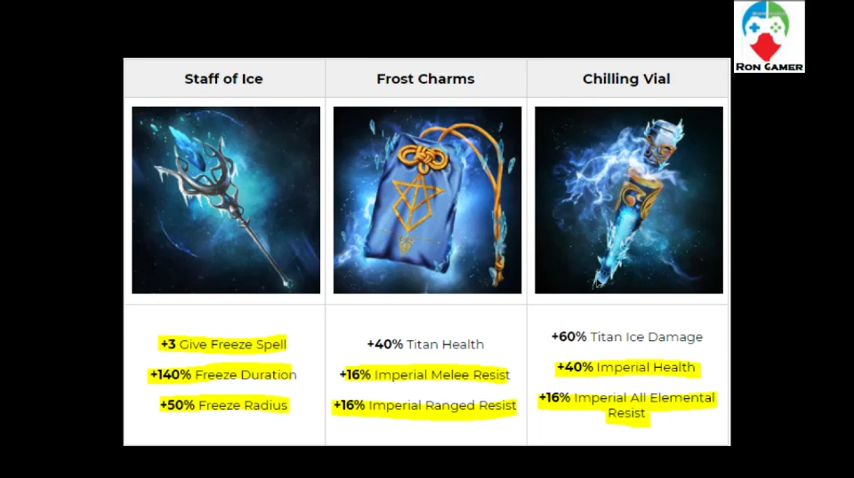 RON GAMER
Staff of Ice
Frost Charms
Chilling Vial
+3 Give Freeze Spell
+140% Freeze Duration
+50% Freeze Radius
+40% Titan Health
+16% Imperial Melee Resist
+16% Imperial Ranged Resist
+60% Titan Ice Damage
+40% Imperial Health
+16% Imperial All Elemental
Resist